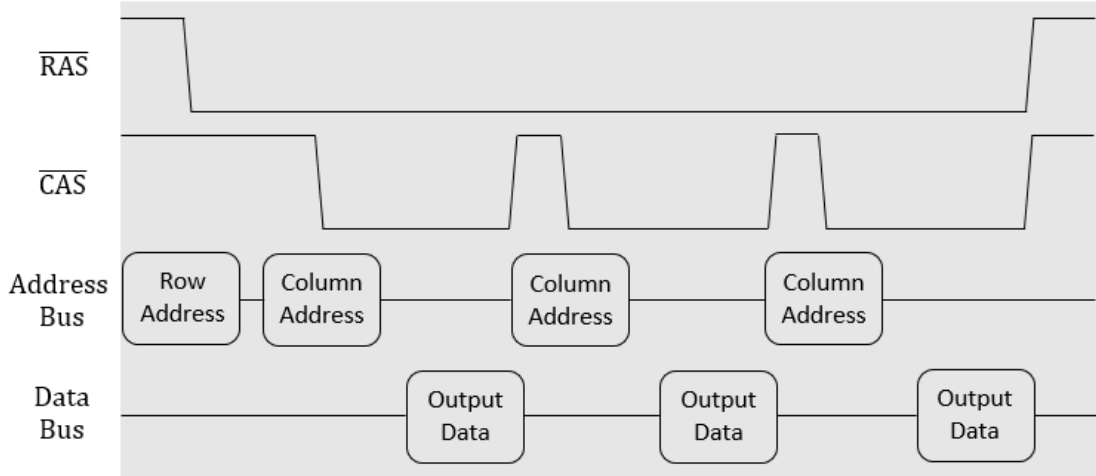 RAS
CAS
Address
Bus
Row
Address
Column
Address
Column
Address
Column
Address
Data
Bus
Output
Data
Output
Data
Output
Data